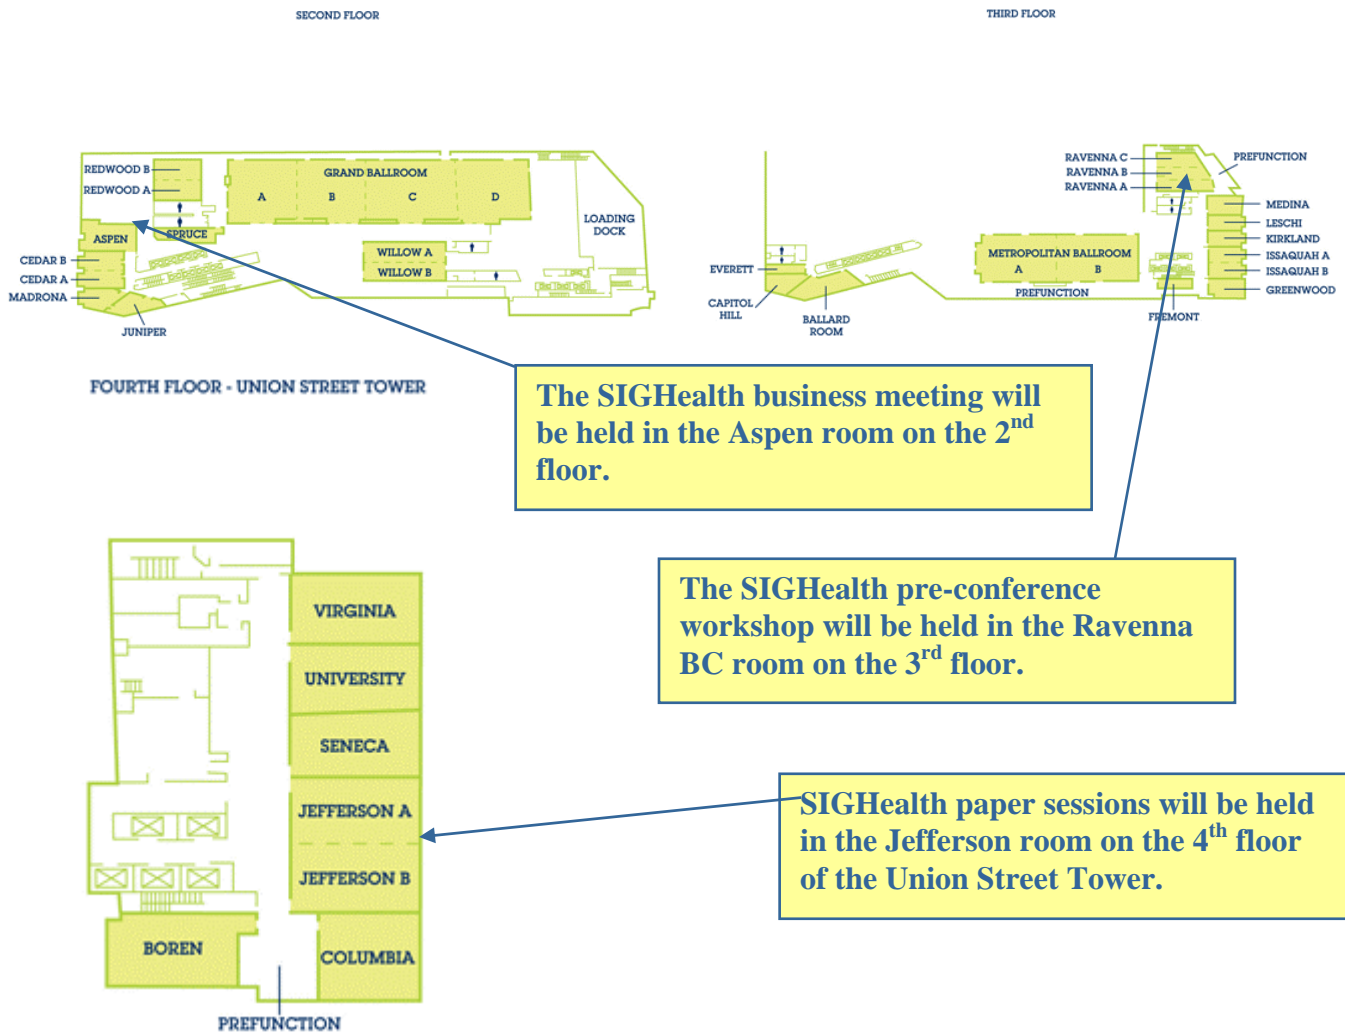 SECOND FLOOR
THIRD FLOOR
REDWOOD B
REDWOOD A
GRAND BALLROOM
A
B
C
D
LOADING
DOCK
ASPEN
SPRUCE
WILLOW A
WILLOW B
CEDAR B
CEDAR A
MADRONA
JUNIPER
RAVENNA C
RAVENNA B
RAVENNA A
PREFUNCTION
MEDINA
LESCHI
KIRKLAND
ISSAQUAH A
ISSAQUAH B
GREENWOOD
METROPOLITAN BALLROOM
A
B
PREFUNCTION
FREMONT
EVERETT
CAPITOL
HILL
BALLARD
ROOM
FOURTH FLOOR - UNION STREET TOWER
The SIGHealth business meeting will
be held in the Aspen room on the 2nd
floor.
The SIGHealth pre-conference
workshop will be held in the Ravenna
BC room on the 3rd floor.
SIGHealth paper sessions will be held
in the Jefferson room on the 4th floor
of the Union Street Tower.
VIRGINIA
UNIVERSITY
SENECA
JEFFERSON A
JEFFERSON B
BOREN
COLUMBIA
PREFUNCTION